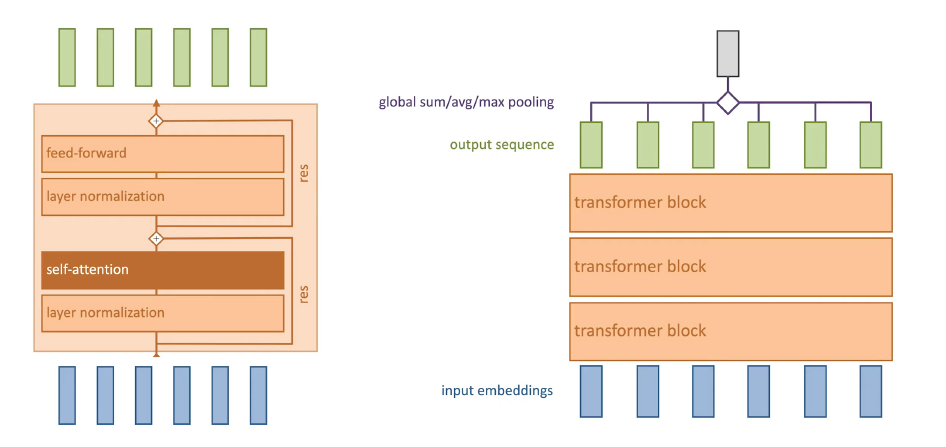 feed-forward
layer normalization
res
self-attention
layer normalization
res
global sum/avg/max pooling
output sequence
transformer block
transformer block
transformer block
input embeddings